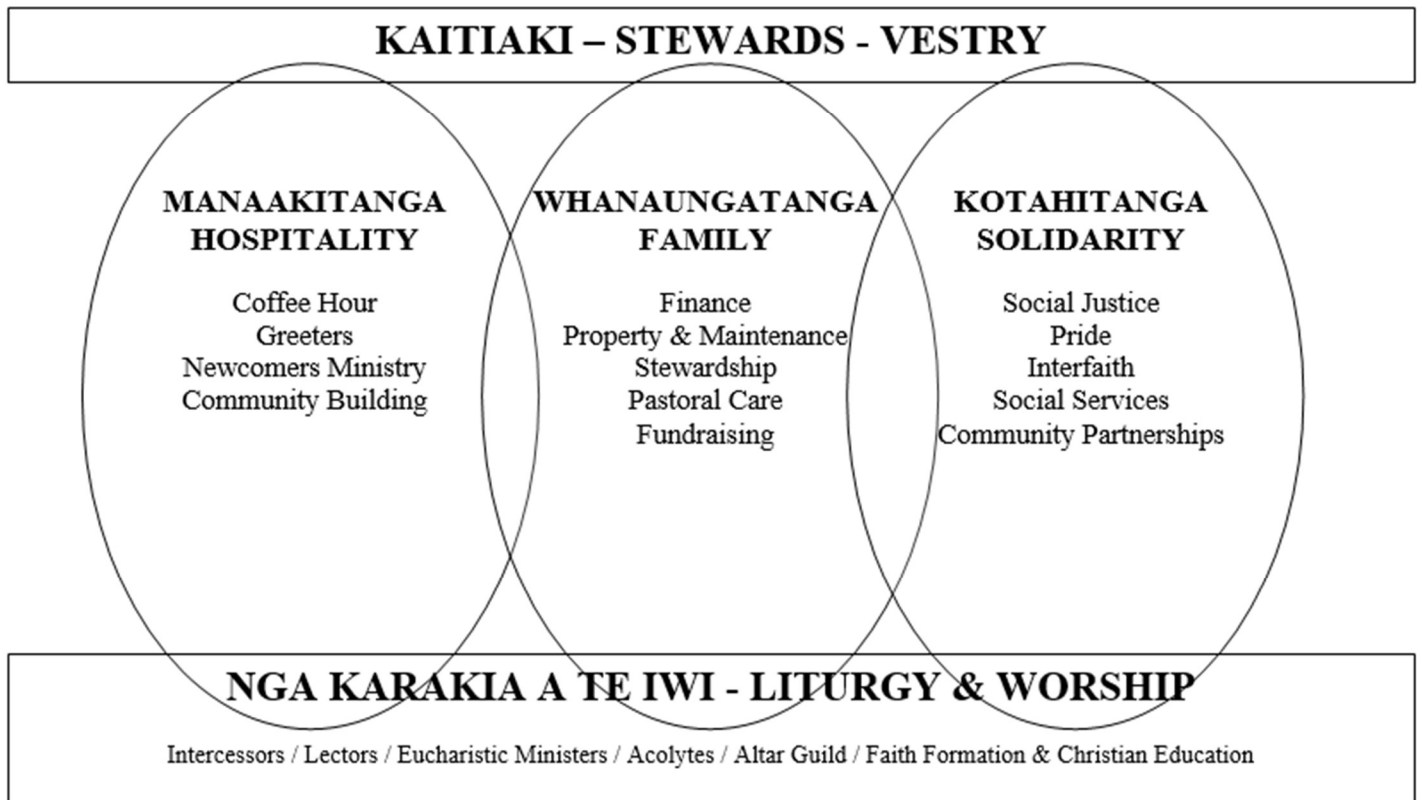 KAITIAKI – STEWARDS - VESTRY
MANAAKITANGA
HOSPITALITY
Coffee Hour
Greeters
Newcomers Ministry
Community Building
WHANAUNGATANGA
FAMILY
Finance
Property & Maintenance
Stewardship
Pastoral Care
Fundraising
KOTAHITANGA
SOLIDARITY
Social Justice
Pride
Interfaith
Social Services
Community Partnerships
NGA KARAKIA A TE IWI - LITURGY & WORSHIP
Intercessors / Lectors / Eucharistic Ministers / Acolytes / Altar Guild / Faith Formation & Christian Education